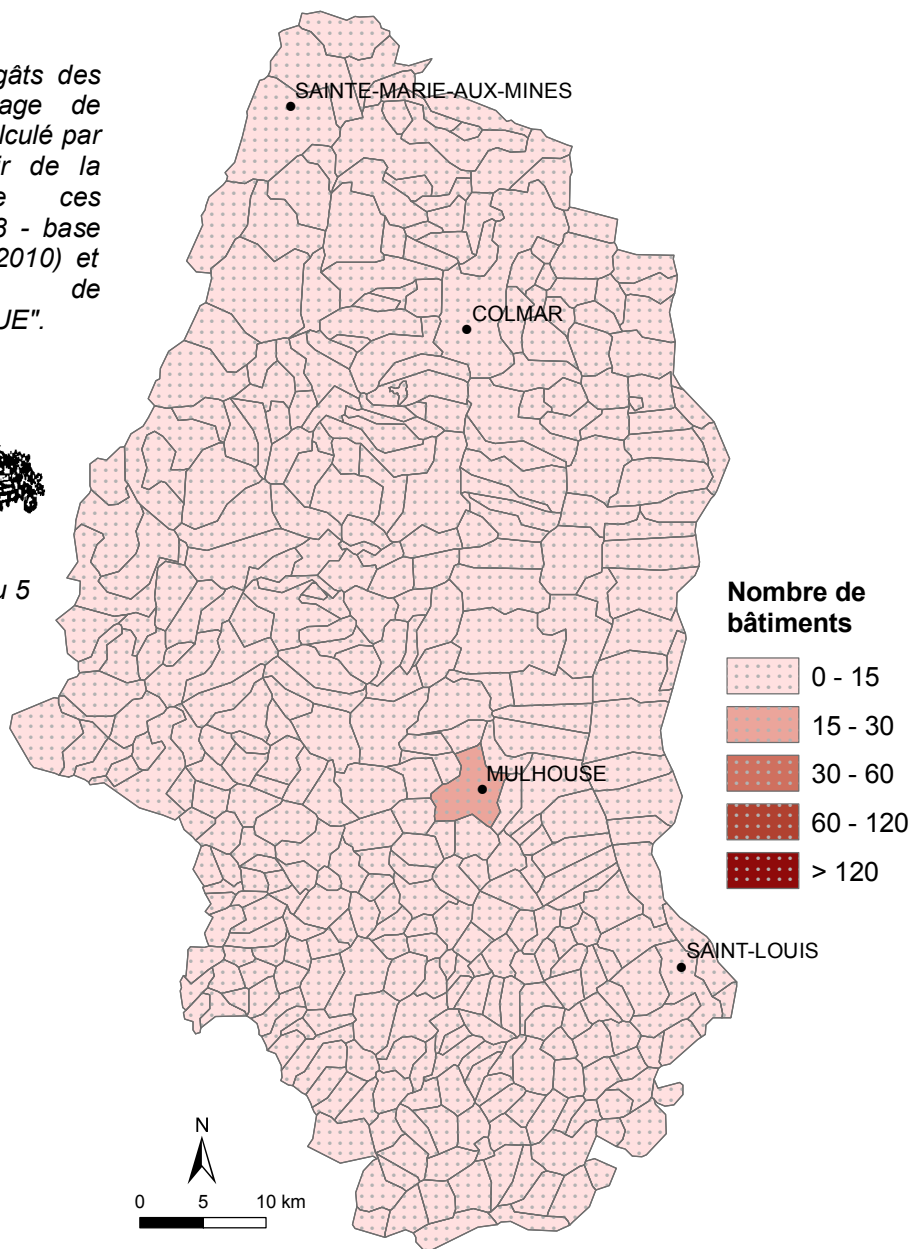 gâts des
age de
culé par
ir de la
ces
3 - base
2010) et
de
UE".
u 5
SAINTE-MARIE-AUX-MINES
COLMAR
MULHOUSE
SAINT-LOUIS
Nombre de
bâtiments
0 - 15
15 - 30
30 - 60
60 - 120
> 120
N
0 5 10 km